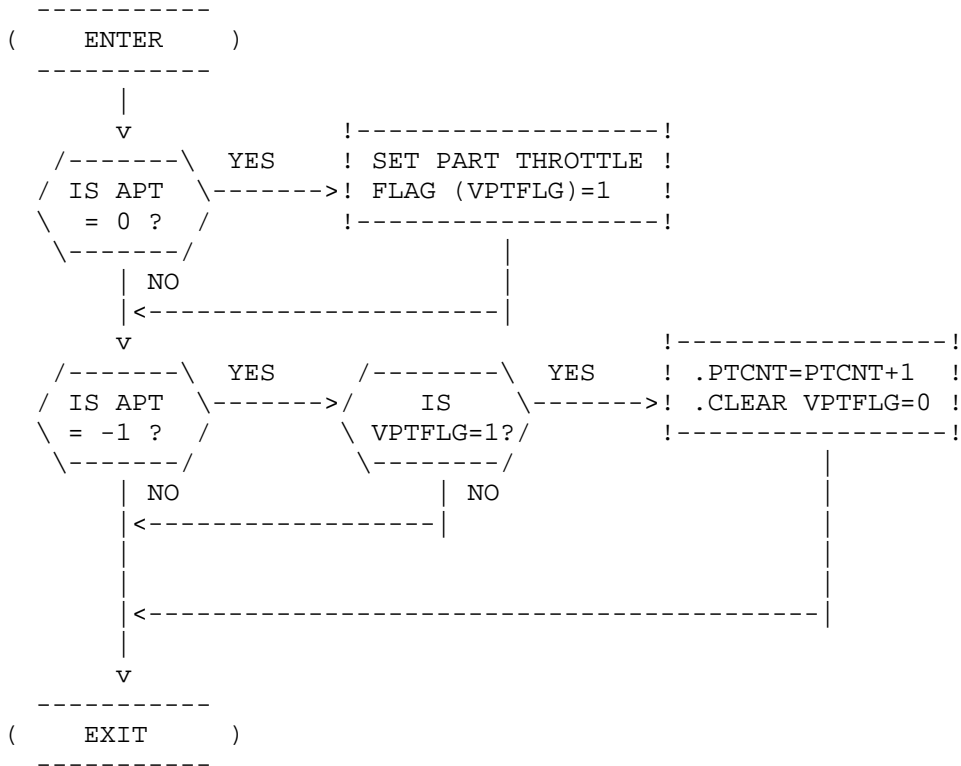 ENTER
YES
SET PART THROTTLE
FLAG (VPTFLG)=1
IS APT
= 0 ?
NO
YES
YES
IS APT
= -1 ?
IS
VPTFLG=1?
.PTCNT=PTCNT+1
.CLEAR VPTFLG=0
NO
NO
EXIT